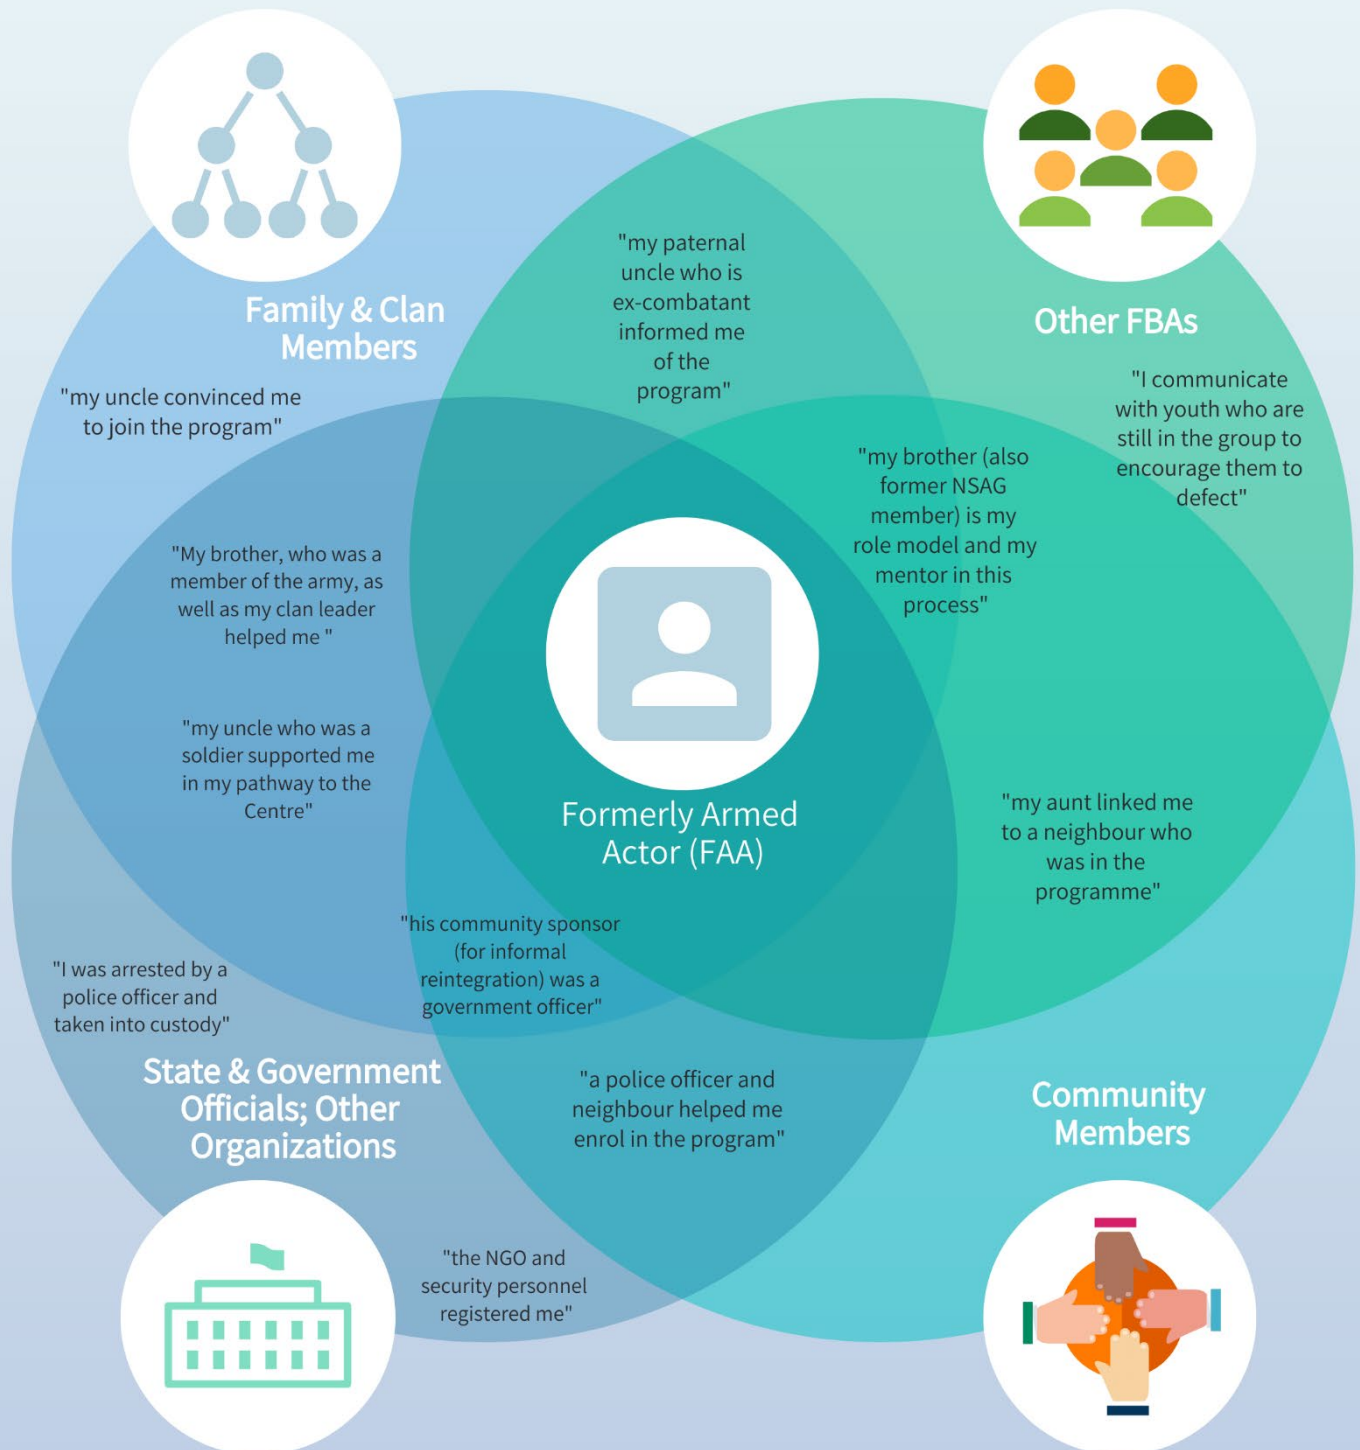 Family & Clan
Members
"my uncle convinced me
to join the program"
"my paternal
uncle who is
ex-combatant
informed me
of the
program"
Other FBAs
"I communicate
with youth who are
still in the group to
encourage them to
defect"
"my brother (also
former NSAG
member) is my
role model and my
mentor in this
process"
"My brother, who was a
member of the army, as
well as my clan leader
helped me "
"my uncle who was a
soldier supported me
in my pathway to the
Centre"
Formerly Armed
Actor (FAA)
"my aunt linked me
to a neighbour who
was in the
programme"
"his community sponsor
(for informal
reintegration) was a
government officer"
"I was arrested by a
police officer and
taken into custody"
State & Government
Officials; Other
Organizations
"a police officer and
neighbour helped me
enrol in the program"
Community
Members
"the NGO and
security personnel
registered me"